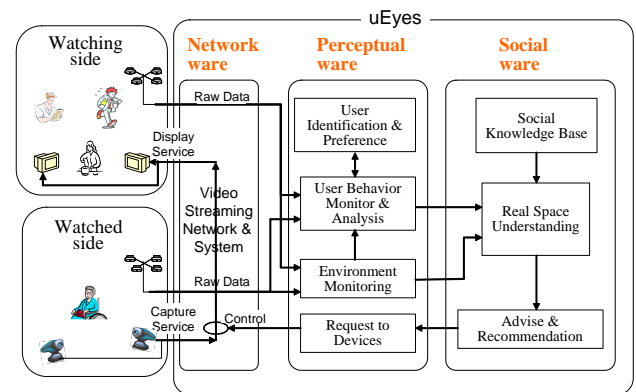 uEyes
Watching
side
Network
ware
Perceptual
ware
Social
ware
Raw Data
User
Identification &
Preference
Social
Knowledge Base
Display
Service
Video
Streaming
Network &
System
User Behavior
Monitor &
Analysis
Real Space
Understanding
Watched
side
Raw Data
Environment
Monitoring
Capture
Service
Control
Request to
Devices
Advise &
Recommendation